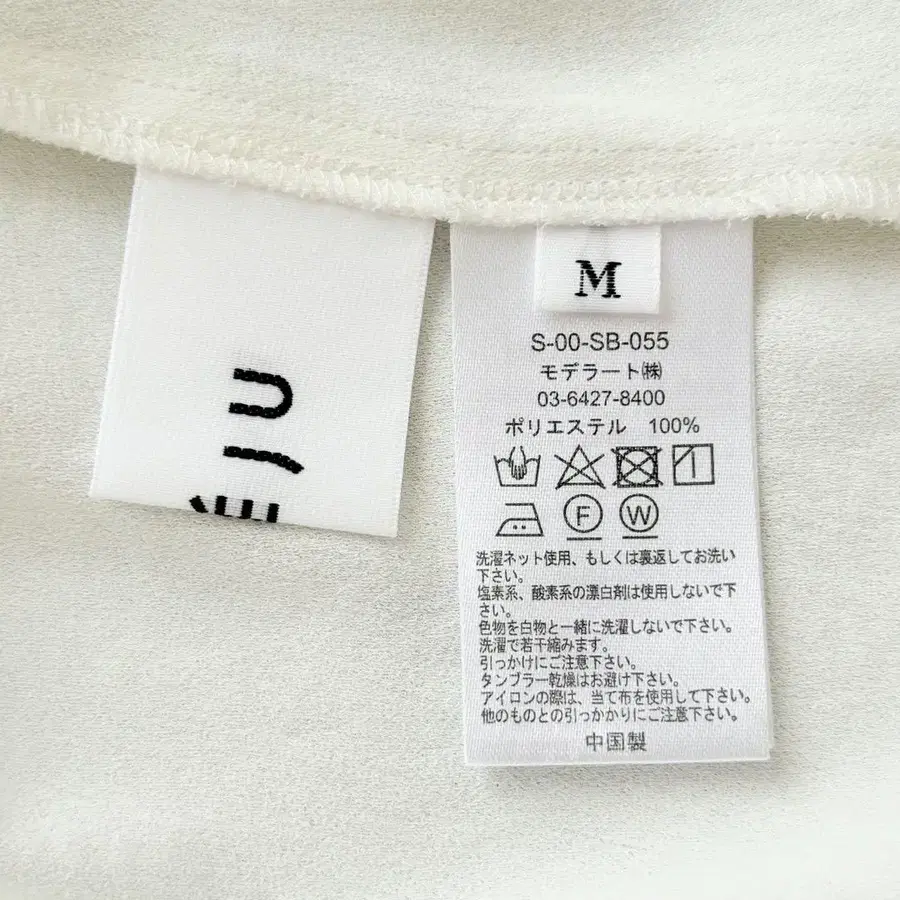 M
S-00-SB-055
モデラート㈱
03-6427-8400
ポリエステル 100%
F W
洗濯ネット使用、もしくは裏返してお洗い
下さい。
塩素系、酸素系の漂白剤は使用しないで下
さい。
色物を白物と一緒に洗濯しないで下さい。
洗濯で若干縮みます。
引っかけにご注意下さい。
タンブラー乾燥はお避け下さい。
アイロンの際は、当て布を使用して下さい。
他のものとの引っかかりにご注意下さい。
中国製